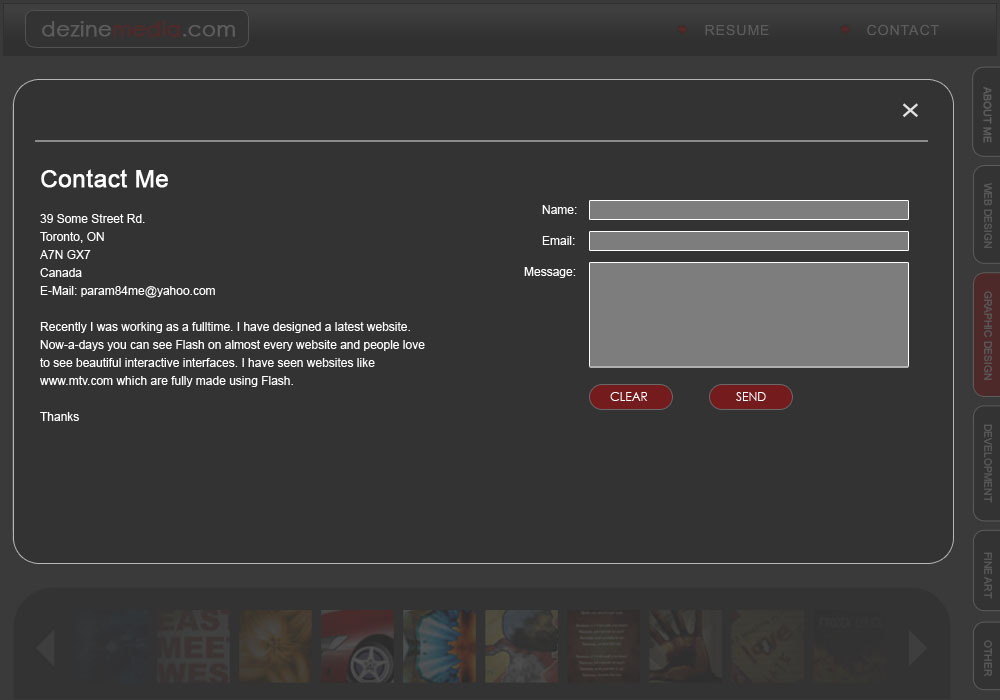 dezinemedia.com
RESUME
CONTACT
Contact Me
39 Some Street Rd.
Toronto, ON
A7N GX7
Canada
E-Mail: param84me@yahoo.com
Recently I was working as a fulltime. I have designed a latest website.
Now-a-days you can see Flash on almost every website and people love
to see beautiful interactive interfaces. I have seen websites like
www.mtv.com which are fully made using Flash.
Thanks
Name:
Email:
Message:
CLEAR
SEND
ABOUT ME
WEB DESIGN
GRAPHIC DESIGN
DEVELOPMENT
FINE ART
OTHER
EAS
MEE
WES